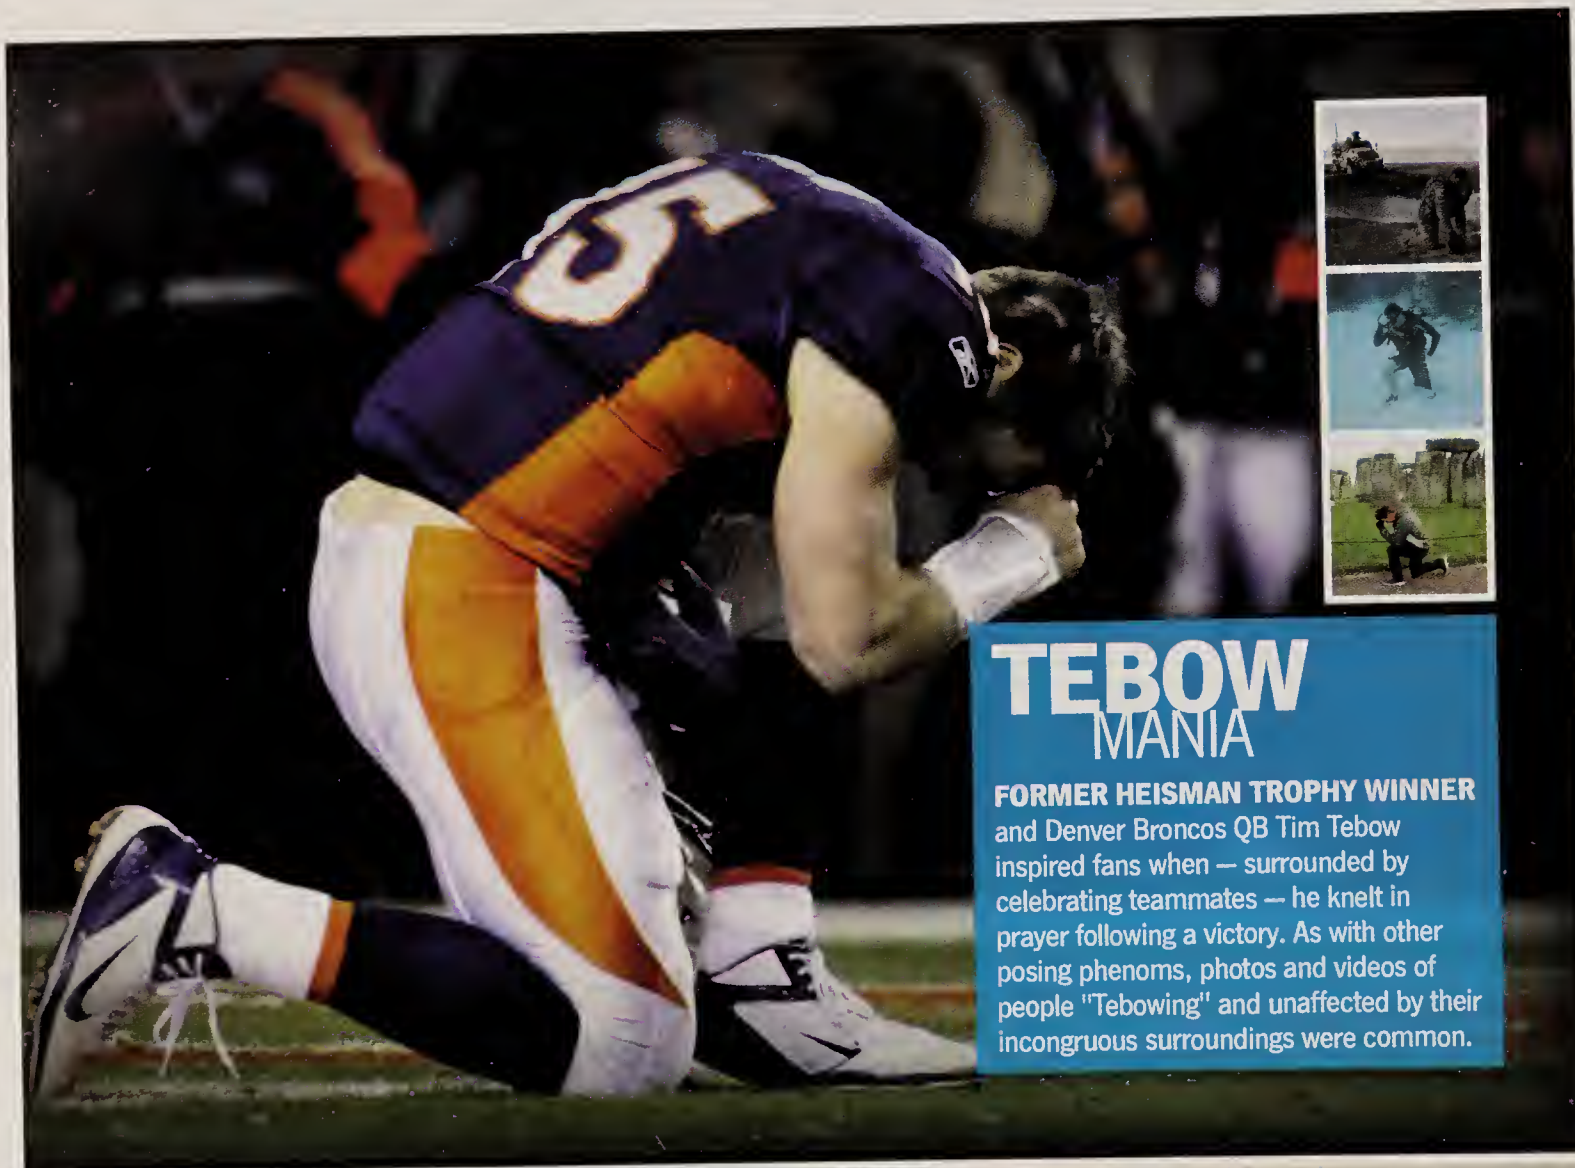 5
TEBOW
MANIA
FORMER HEISMAN TROPHY WINNER
and Denver Broncos QB Tim Tebow
inspired fans when — surrounded by
celebrating teammates — he knelt in
prayer following a victory. As with other
posing phenoms, photos and videos of
people "Tebowing" and unaffected by their
incongruous surroundings were common.